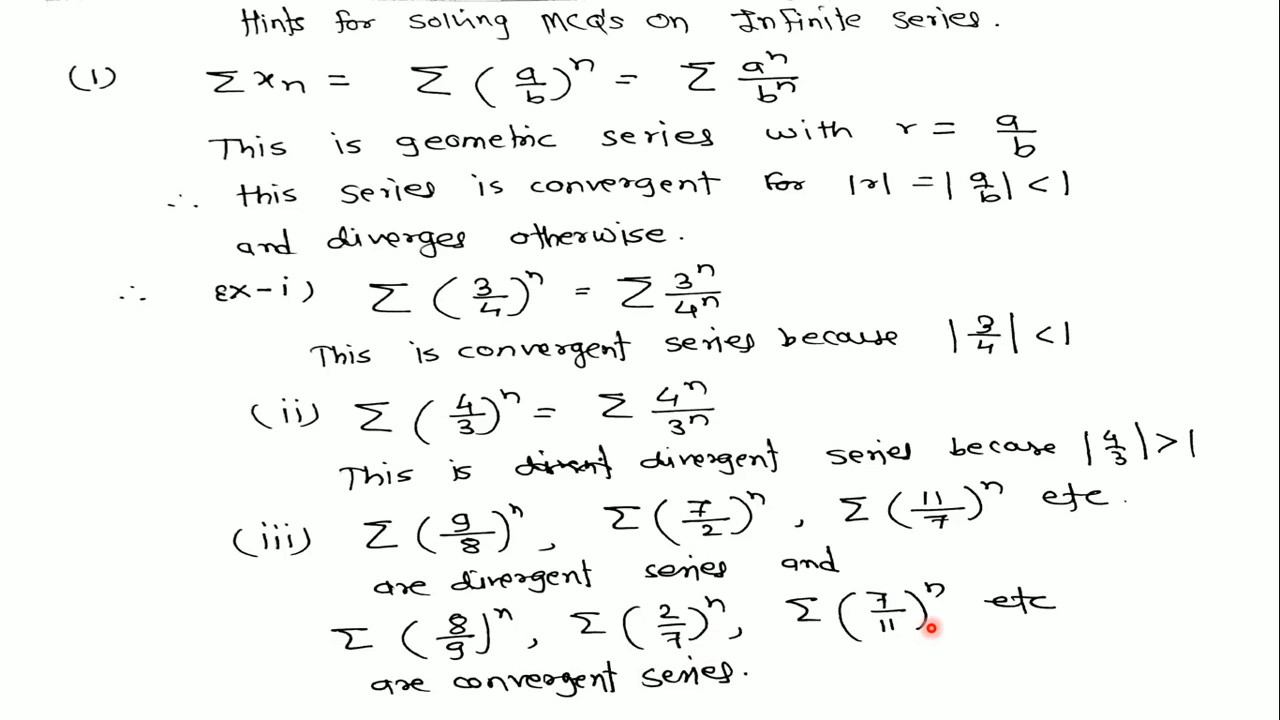 Hints for solving MCQ's on Infinite series.
(1) Σ xn = Σ (a/b)^n = Σ a^n/b^n
This is geometric series with r = a/b
∴ this series is convergent for |r| = |a/b| < 1
and diverges otherwise.
∴ Ex-i) Σ (3/4)^n = Σ 3^n/4^n
This is convergent series because |3/4| < 1
(ii) Σ (4/3)^n = Σ 4^n/3^n
This is divergent series becase |4/3| > 1
(iii) Σ (9/8)^n, Σ (7/2)^n, Σ (11/7)^n etc.
are divergent series and
Σ (8/9)^n, Σ (2/7)^n, Σ (7/11)^n etc
are convergent series.